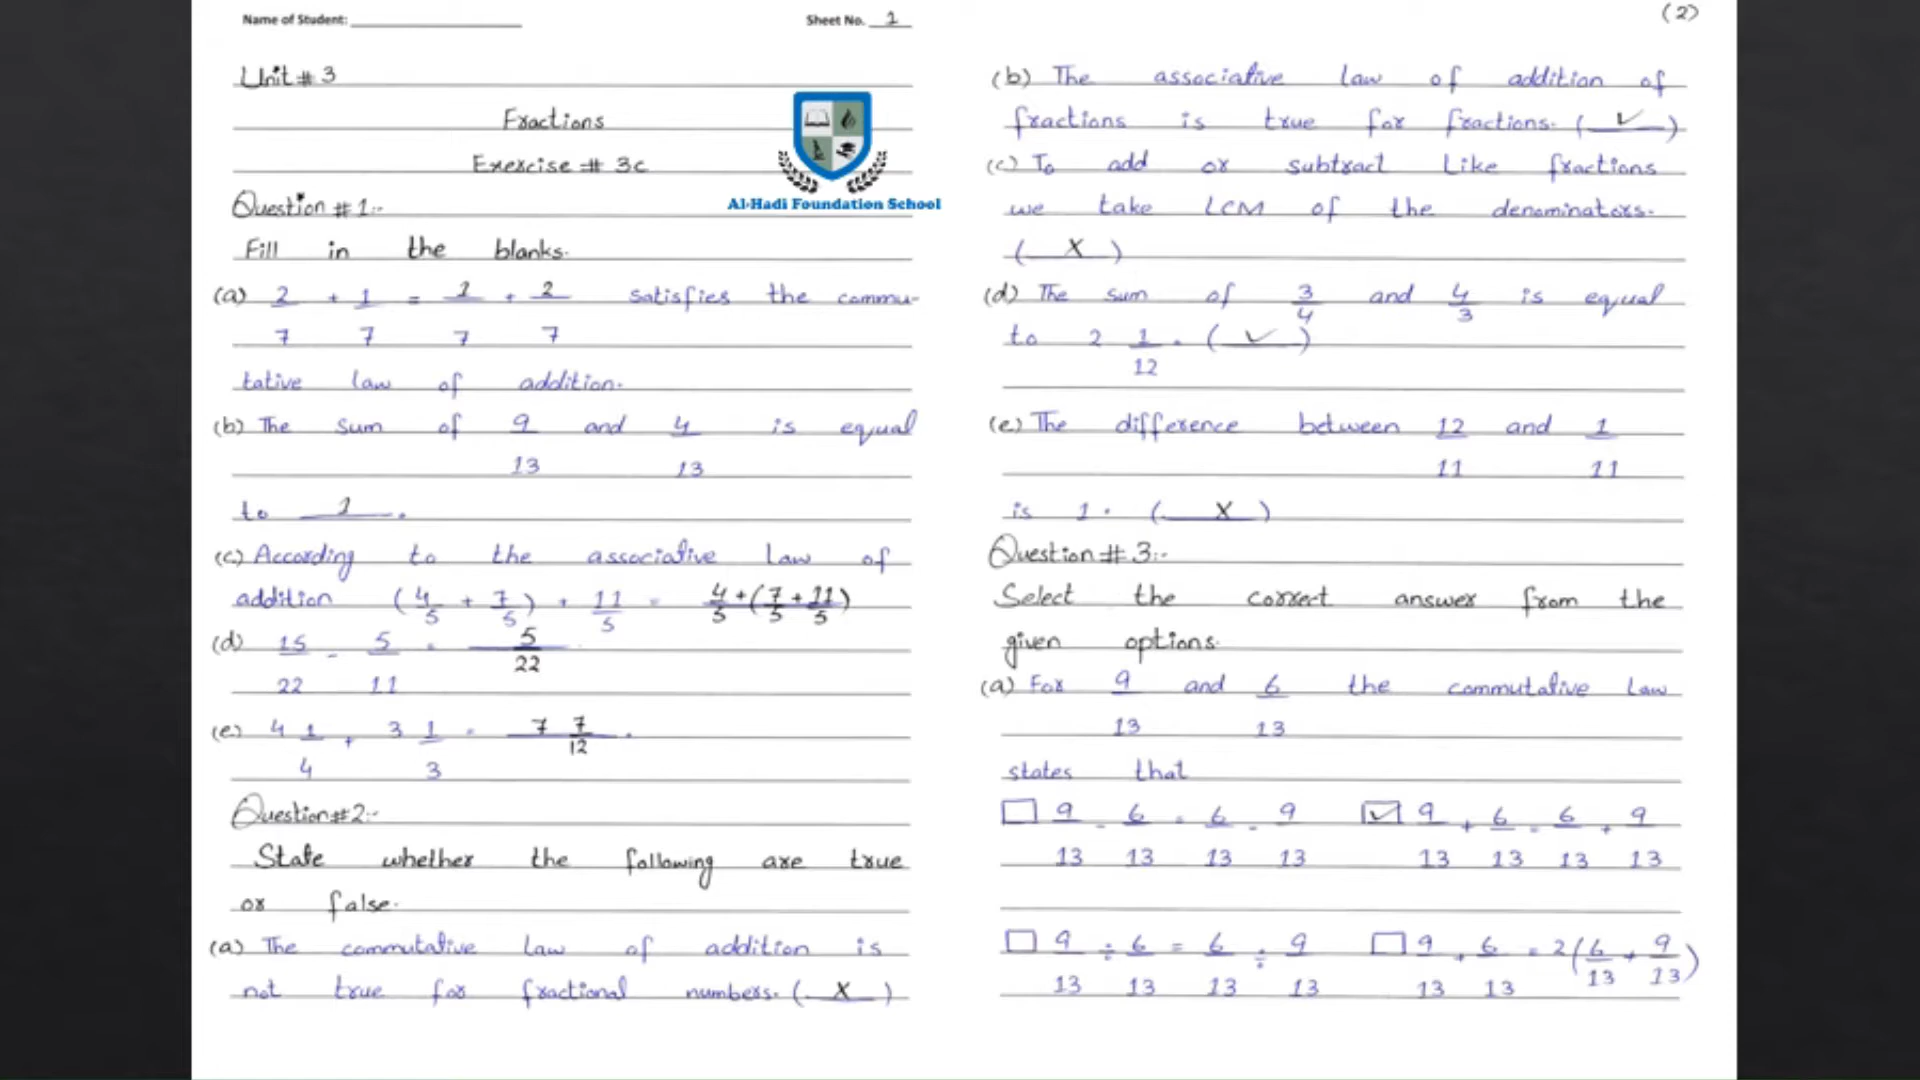 Name of Student: Sheet No. 1
Unit # 3
Fractions
Exercise # 3c
Al-Hadi Foundation School
Question # 1:-
Fill in the blanks.
(a) 2/7 + 1/7 = 1/7 + 2/7 satisfies the commu-
tative law of addition.
(b) The sum of 9/13 and 4/13 is equal
to 1.
(c) According to the associative law of
addition (4/5 + 7/5) + 11/5 = 4/5 + (7/5 + 11/5)
(d) 15/22 - 5/11 = 5/22
(e) 4 1/4 + 3 1/3 = 7 7/12.
Question#2:-
State whether the following are true
or false.
(a) The commutative law of addition is
not true for fractional numbers. ( X )
(2)
(b) The associative law of addition of
fractions is true for fractions. ( ✓ )
(c) To add or subtract Like fractions
we take LCM of the denominators.
( X )
(d) The sum of 3/4 and 4/3 is equal
to 2 1/12. ( ✓ )
(e) The difference between 12/11 and 1/11
is 1. ( X )
Question # 3:-
Select the correct answer from the
given options.
(a) For 9/13 and 6/13 the commutative Law
states that
☐ 9/13 - 6/13 = 6/13 - 9/13 ☑ 9/13 + 6/13 = 6/13 + 9/13
☐ 9/13 ÷ 6/13 = 6/13 ÷ 9/13 ☐ 9/13 + 6/13 = 2(6/13 + 9/13)